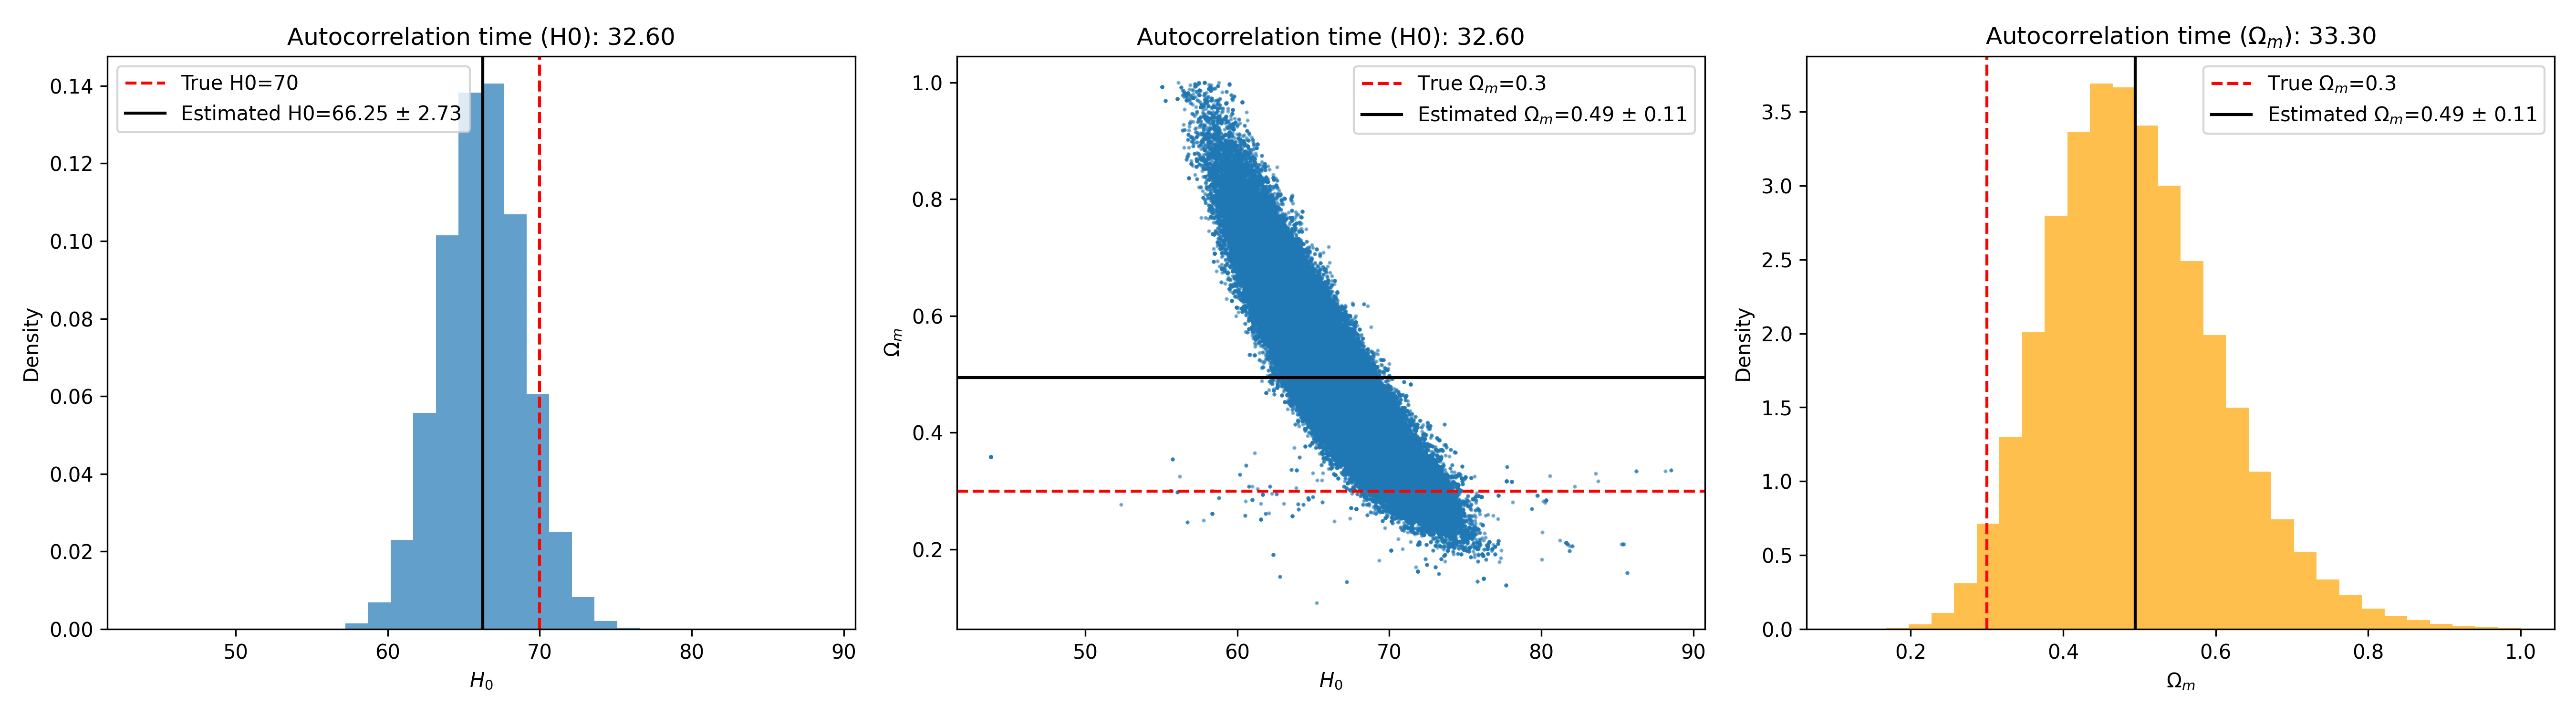 Autocorrelation time (H0): 32.60
True H0=70
Estimated H0=66.25 ± 2.73
Density
0.14
0.12
0.10
0.08
0.06
0.04
0.02
0.00
50
60
70
80
90
H₀
Autocorrelation time (H0): 32.60
True Ωₘ=0.3
Estimated Ωₘ=0.49 ± 0.11
Ωₘ
1.0
0.8
0.6
0.4
0.2
50
60
70
80
90
H₀
Autocorrelation time (Ωₘ): 33.30
True Ωₘ=0.3
Estimated Ωₘ=0.49 ± 0.11
Density
3.5
3.0
2.5
2.0
1.5
1.0
0.5
0.0
0.2
0.4
0.6
0.8
1.0
Ωₘ